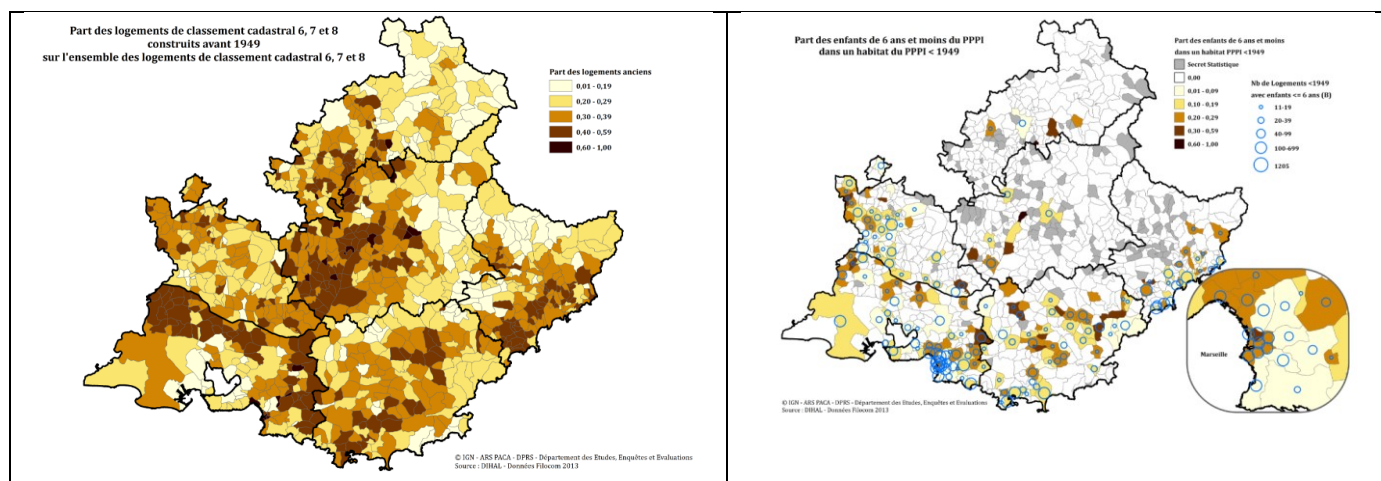 Part des logements de classement cadastral 6, 7 et 8
construits avant 1949
sur l'ensemble des logements de classement cadastral 6, 7 et 8
Part des logements anciens
0,01 - 0,19
0,20 - 0,29
0,30 - 0,39
0,40 - 0,59
0,60 - 1,00
© IGN - ARS PACA - DPRS - Département des Etudes, Enquêtes et Evaluations
Source : DIHAL - Données Filocom 2013
Part des enfants de 6 ans et moins du PPPI
dans un habitat du PPPI < 1949
Part des enfants de 6 ans et moins
dans un habitat PPPI <1949
Secret Statistique
0,00
0,01 - 0,09
0,10 - 0,19
0,20 - 0,29
0,30 - 0,59
0,60 - 1,00
Nb de Logements <1949
avec enfants <= 6 ans (B)
11-19
20-39
40-99
100-699
1205
Marseille
© IGN - ARS PACA - DPRS - Département des Etudes, Enquêtes et Evaluations
Source : DIHAL - Données Filocom 2013